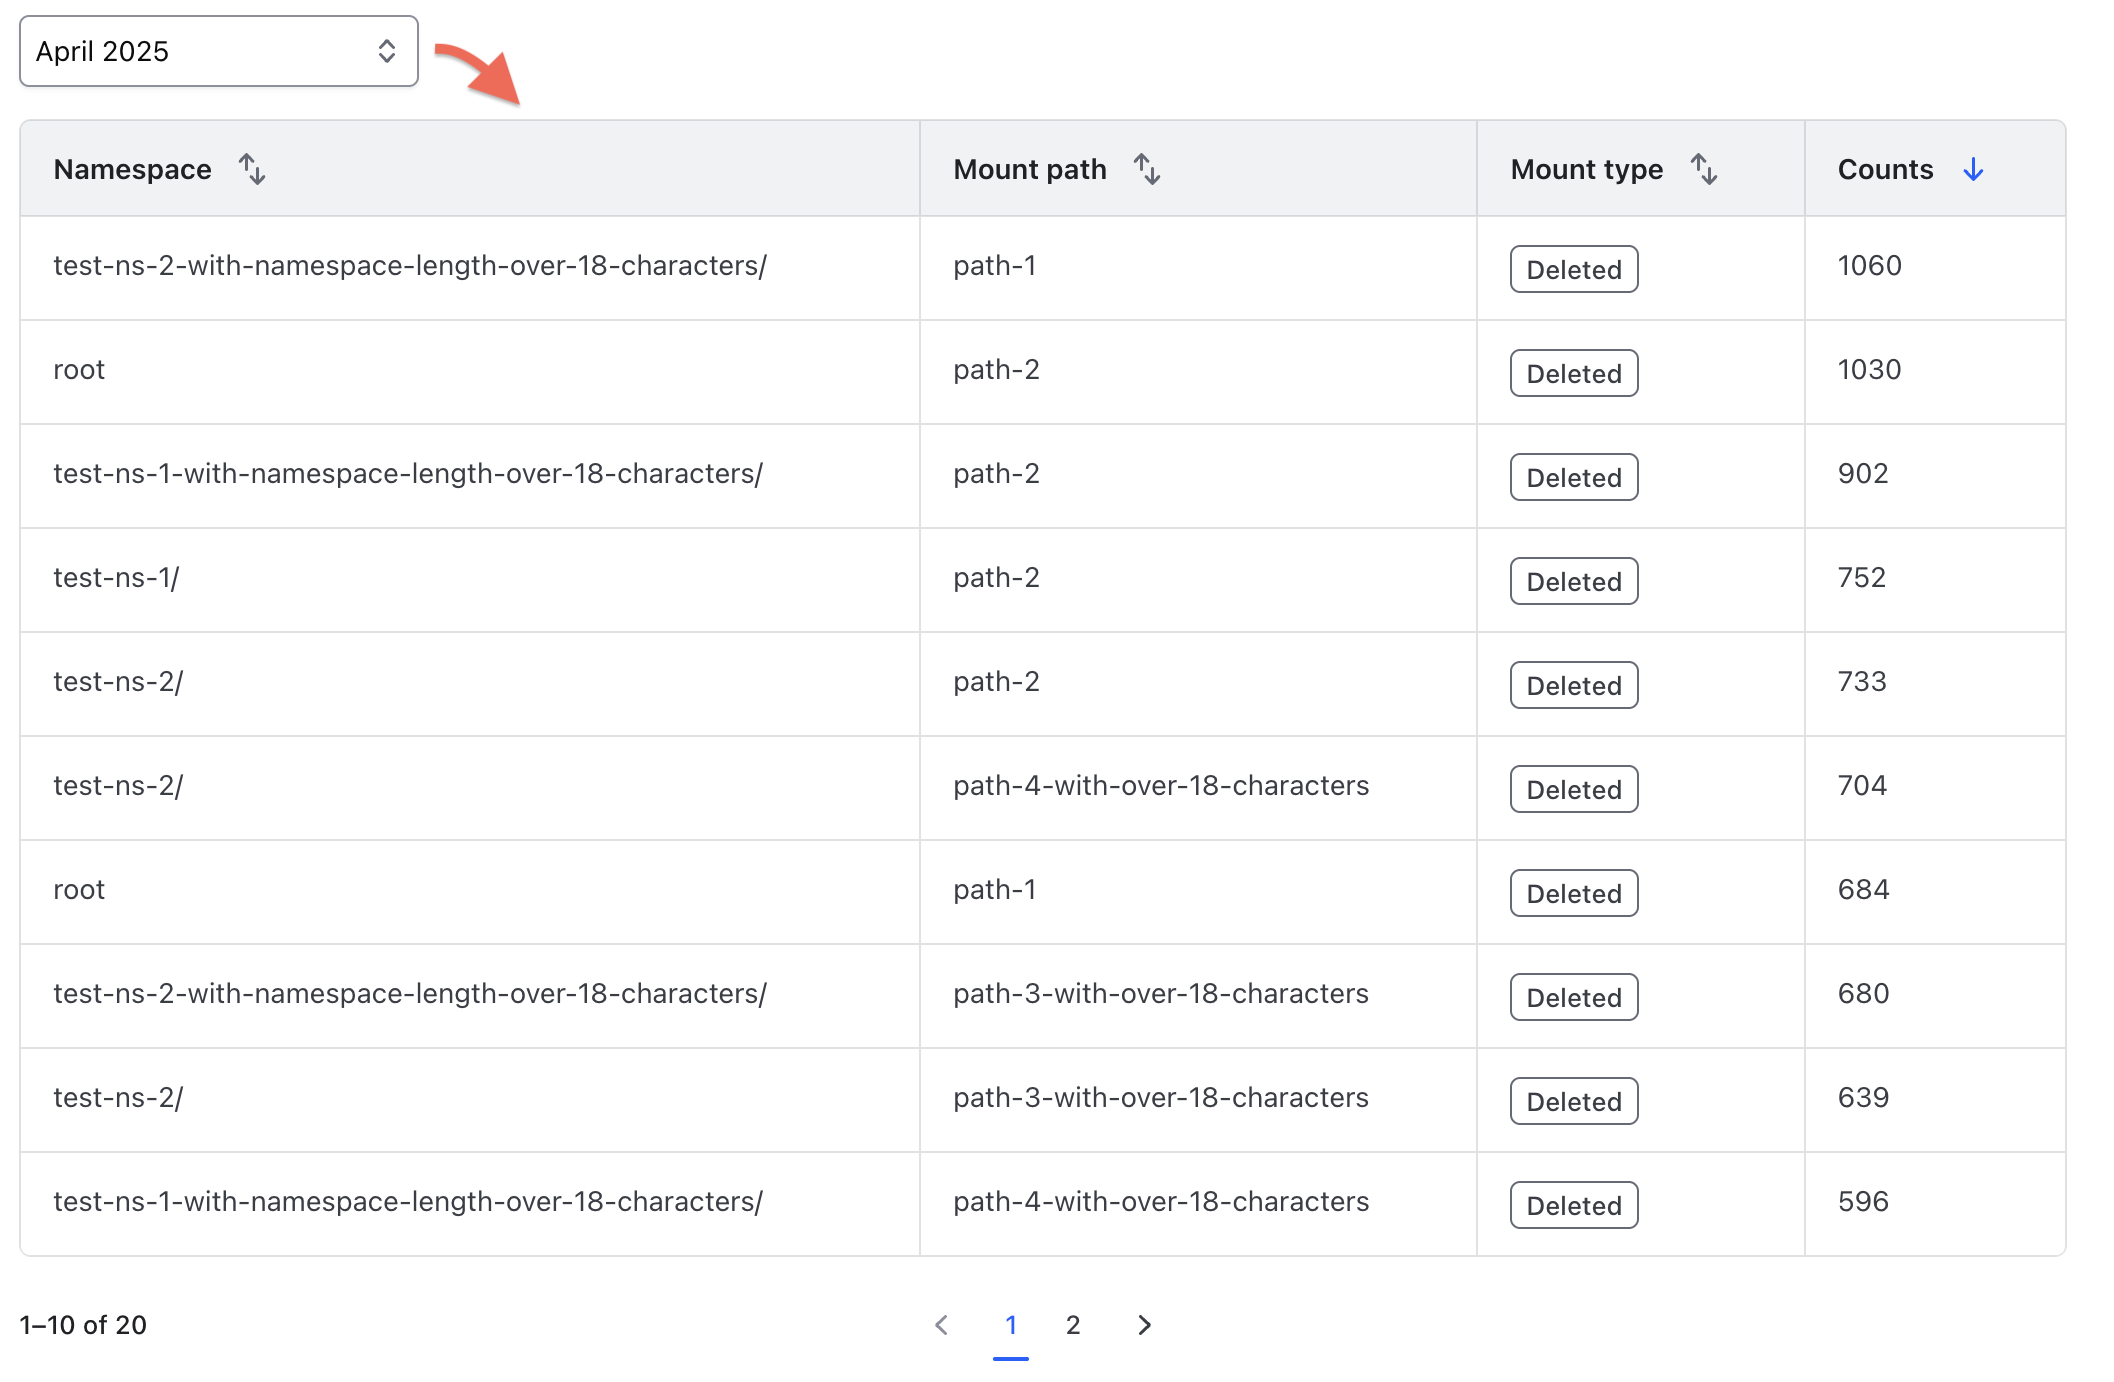 April 2025
Namespace Mount path Mount type Counts
test-ns-2-with-namespace-length-over-18-characters/ path-1 Deleted 1060
root path-2 Deleted 1030
test-ns-1-with-namespace-length-over-18-characters/ path-2 Deleted 902
test-ns-1/ path-2 Deleted 752
test-ns-2/ path-2 Deleted 733
test-ns-2/ path-4-with-over-18-characters Deleted 704
root path-1 Deleted 684
test-ns-2-with-namespace-length-over-18-characters/ path-3-with-over-18-characters Deleted 680
test-ns-2/ path-3-with-over-18-characters Deleted 639
test-ns-1-with-namespace-length-over-18-characters/ path-4-with-over-18-characters Deleted 596
1–10 of 20 1 2